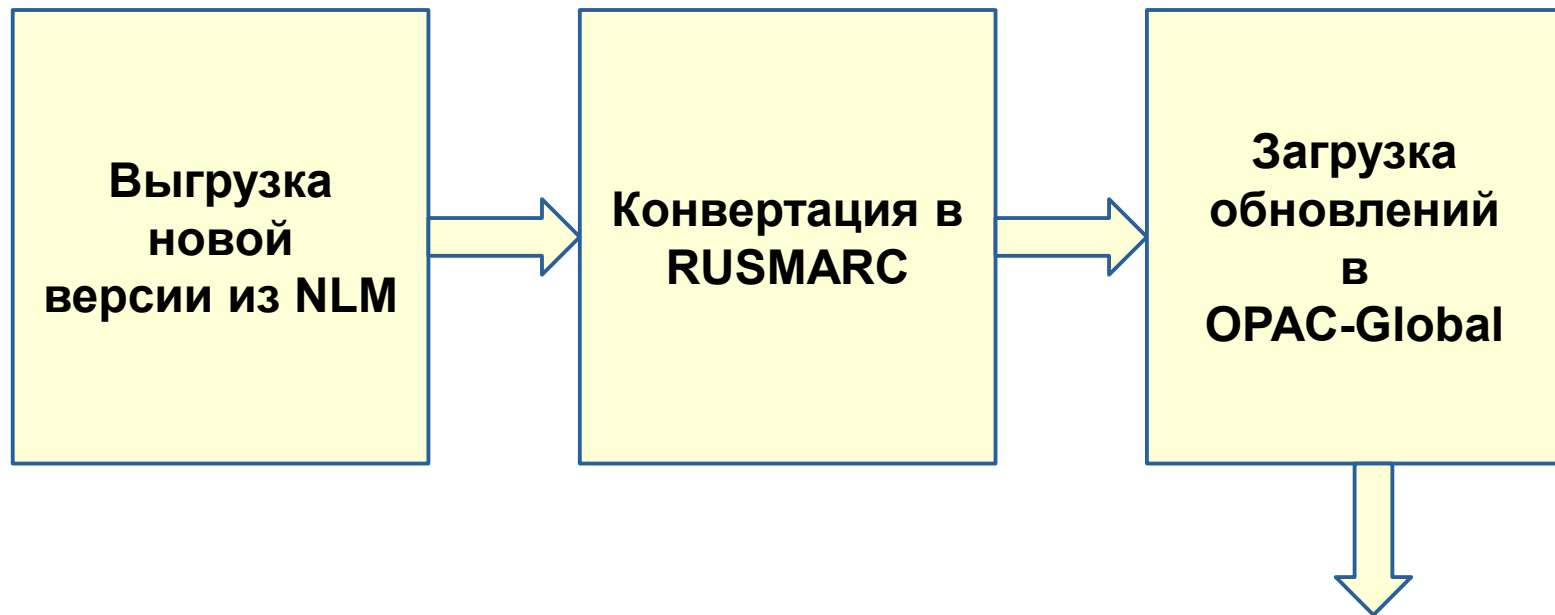 Выгрузка
новой
версии из NLM
Конвертация в
RUSMARC
Загрузка
обновлений
в
OPAC-Global